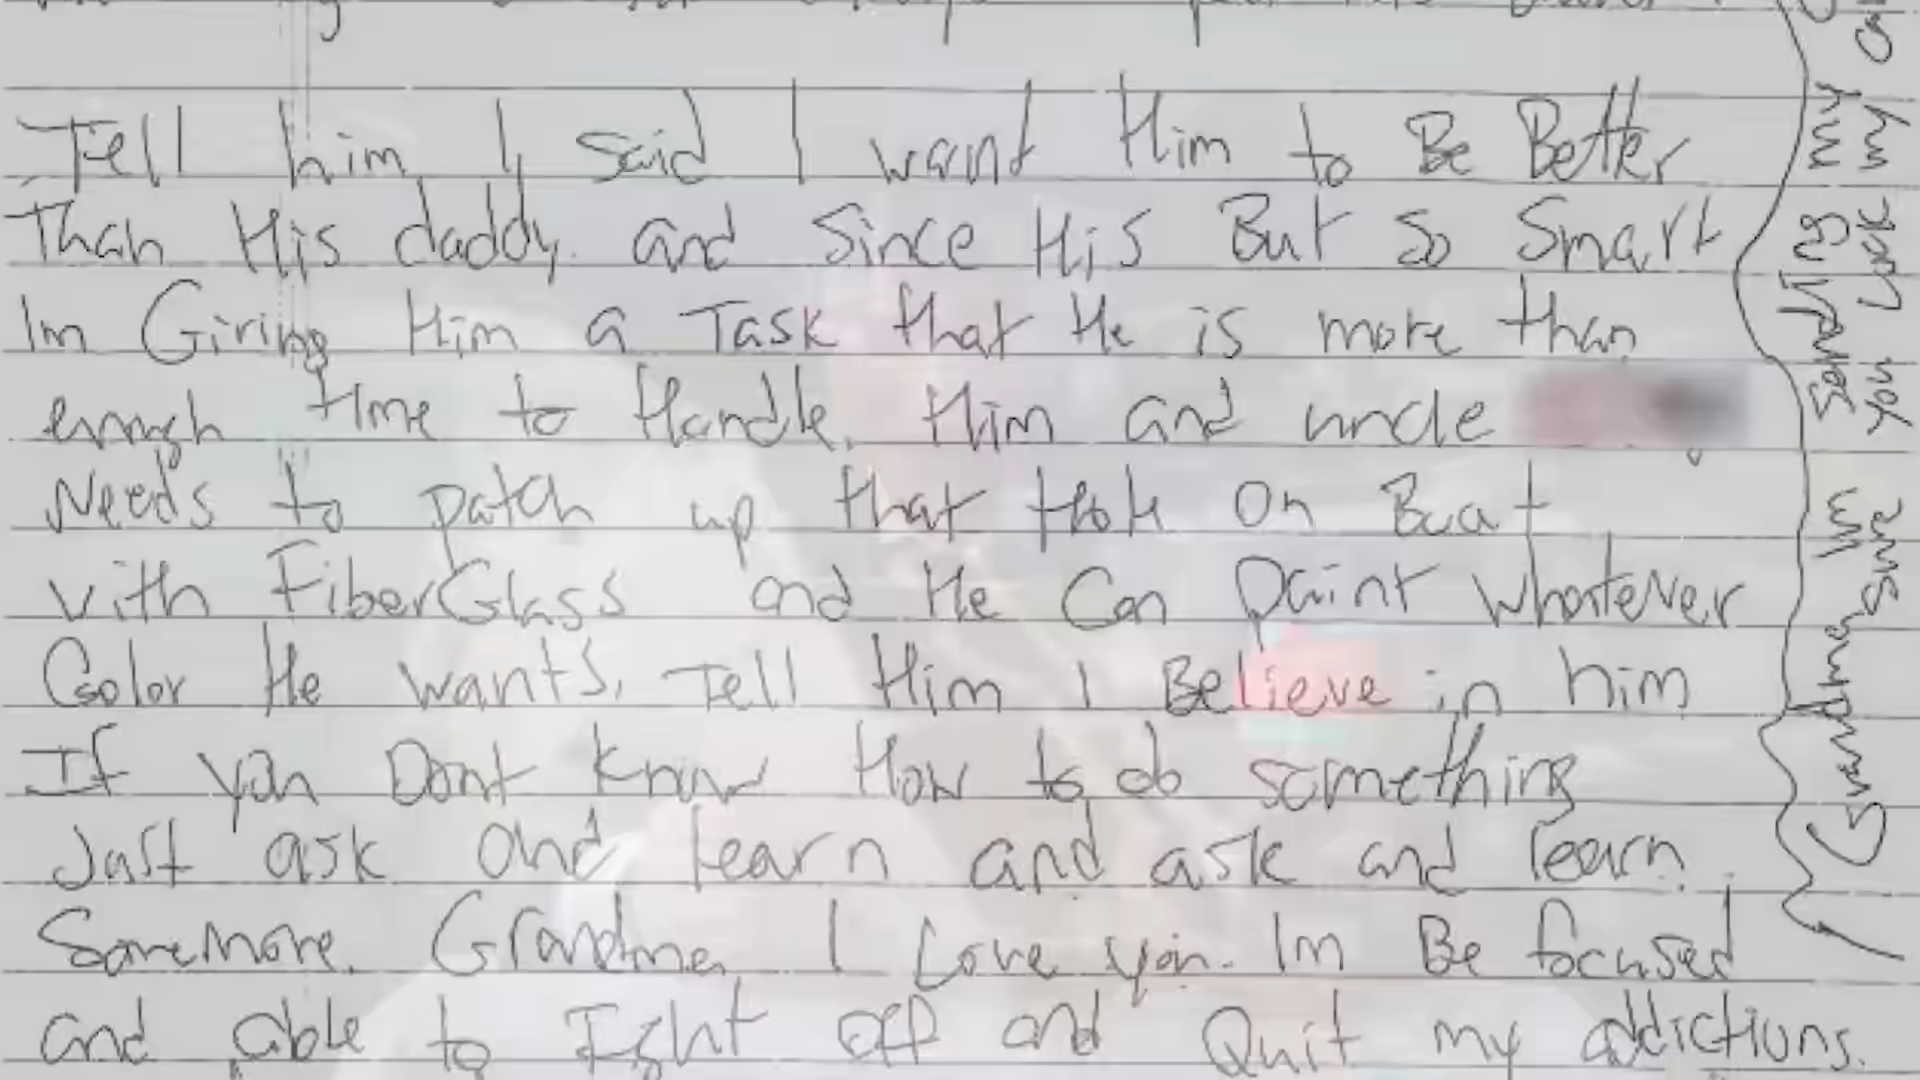 Tell him, I said I want Him to Be Better
Than His daddy. and Since His But so Smart
Im Giving Him a Task that He is more than
enough time to Handle. Him and uncle
Needs to patch up that Hole on Boat
with FiberGlass and He Can paint whatever
Color He wants. Tell Him I Believe in him
If you Dont know How to do something
Just ask and learn and ask and learn
Somemore. Grandma, I Love you. Im Be focused
and able to Fight off and Quit my addictions.
Grandma Im Sending my
sure you Look my